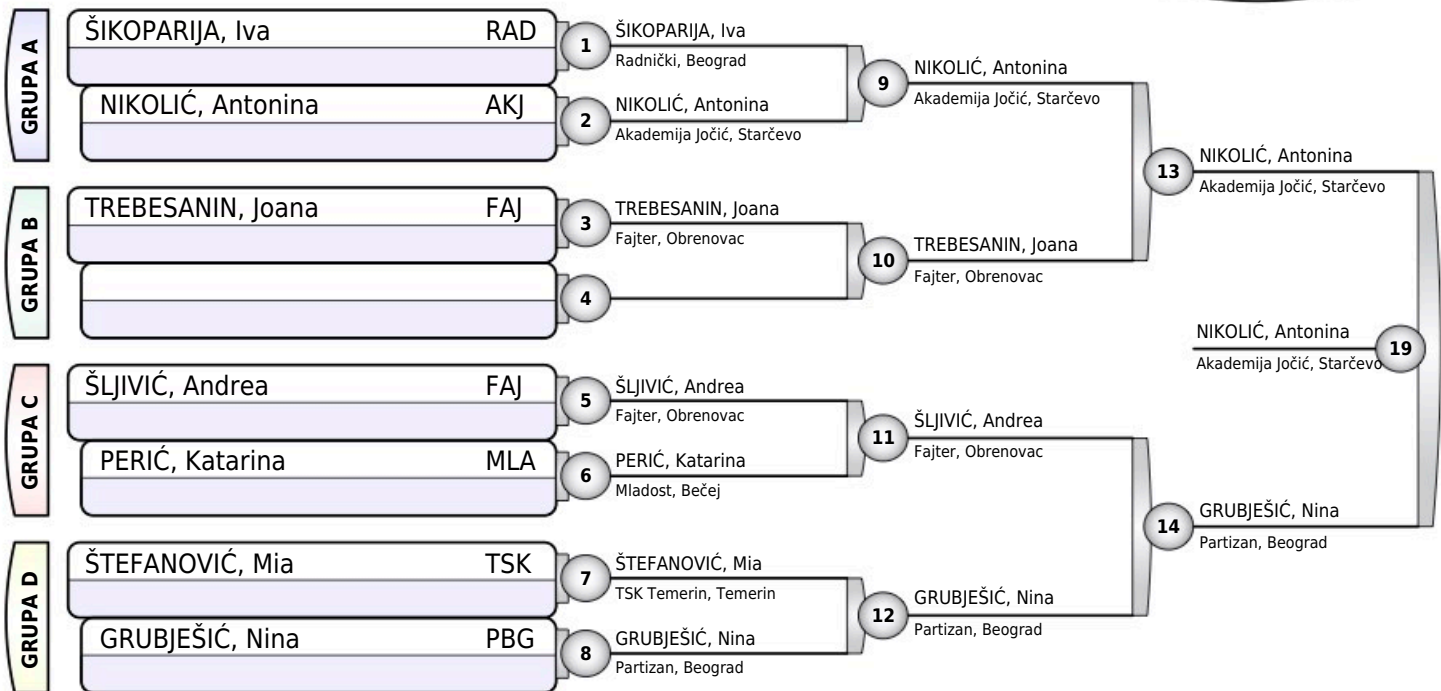 GRUPA A
ŠIKOPARIJA, Iva RAD
NIKOLIĆ, Antonina AKJ
1
ŠIKOPARIJA, Iva
Radnički, Beograd
2
NIKOLIĆ, Antonina
Akademija Jočić, Starčevo
9
NIKOLIĆ, Antonina
Akademija Jočić, Starčevo
GRUPA B
TREBESANIN, Joana FAJ
3
TREBESANIN, Joana
Fajter, Obrenovac
4
10
TREBESANIN, Joana
Fajter, Obrenovac
13
NIKOLIĆ, Antonina
Akademija Jočić, Starčevo
GRUPA C
ŠLJIVIĆ, Andrea FAJ
PERIĆ, Katarina MLA
5
ŠLJIVIĆ, Andrea
Fajter, Obrenovac
6
PERIĆ, Katarina
Mladost, Bečej
11
ŠLJIVIĆ, Andrea
Fajter, Obrenovac
GRUPA D
ŠTEFANOVIĆ, Mia TSK
GRUBJEŠIĆ, Nina PBG
7
ŠTEFANOVIĆ, Mia
TSK Temerin, Temerin
8
GRUBJEŠIĆ, Nina
Partizan, Beograd
12
GRUBJEŠIĆ, Nina
Partizan, Beograd
14
GRUBJEŠIĆ, Nina
Partizan, Beograd
NIKOLIĆ, Antonina
Akademija Jočić, Starčevo
19